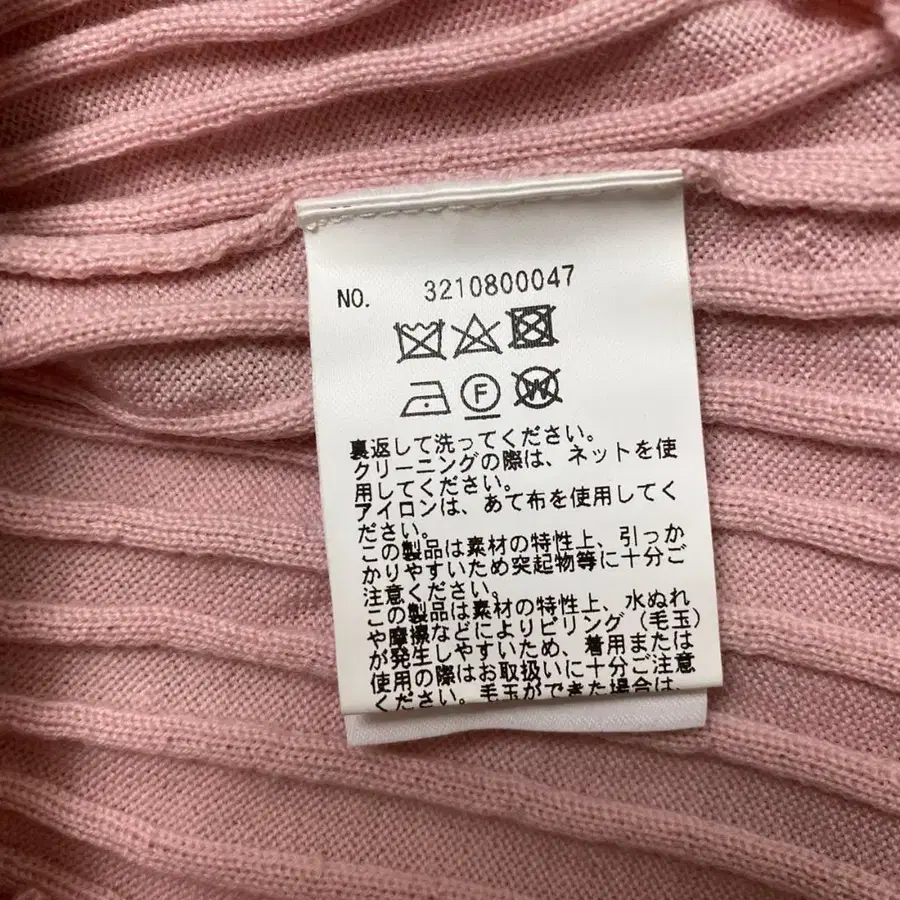 NO. 3210800047
F W
裏返して洗ってください。
クリーニングの際は、ネットを使
用してください。
アイロンは、あて布を使用してく
ださい。
この製品は素材の特性上、引っか
かりやすいため突起物等に十分ご
注意ください。
この製品は素材の特性上、水ぬれ
や摩擦などによりピリング（毛玉）
が発生しやすいため、着用または
使用の際はお取扱いに十分ご注意
ください。毛玉ができた場合は、